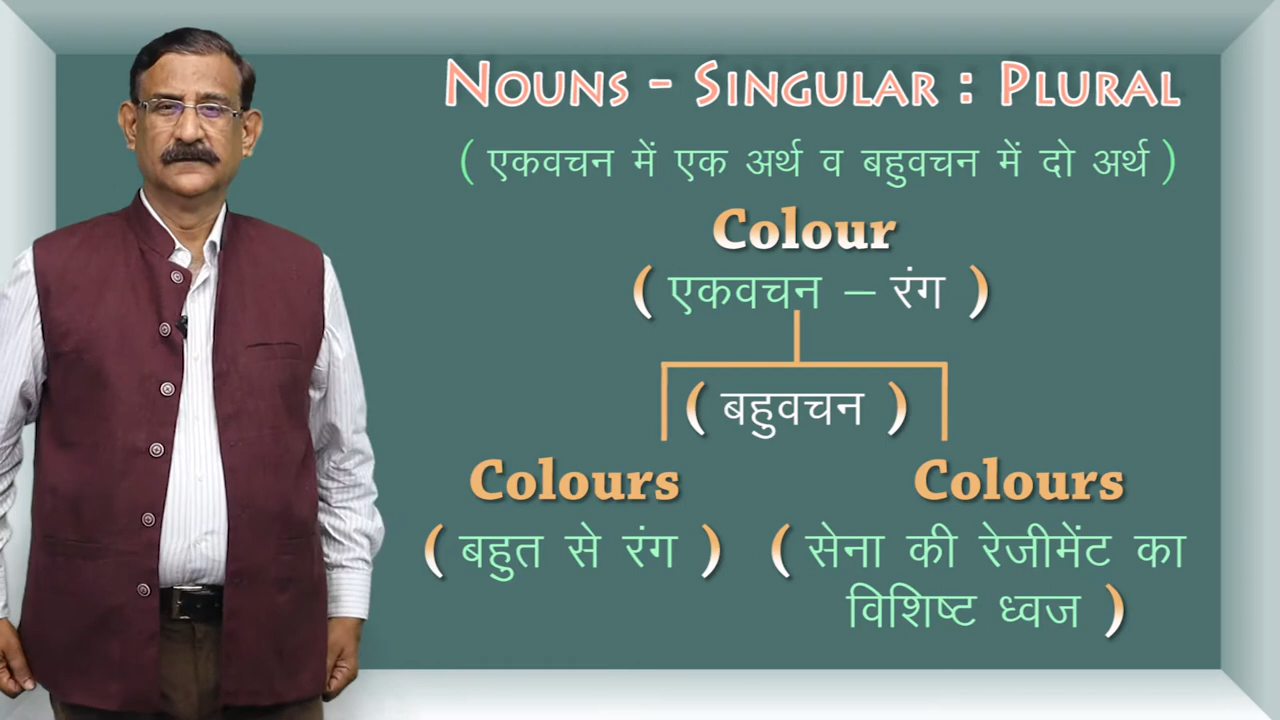 NOUNS - SINGULAR : PLURAL
( एकवचन में एक अर्थ व बहुवचन में दो अर्थ )
Colour
( एकवचन – रंग )
( बहुवचन )
Colours
( बहुत से रंग )
Colours
( सेना की रेजीमेंट का
विशिष्ट ध्वज )